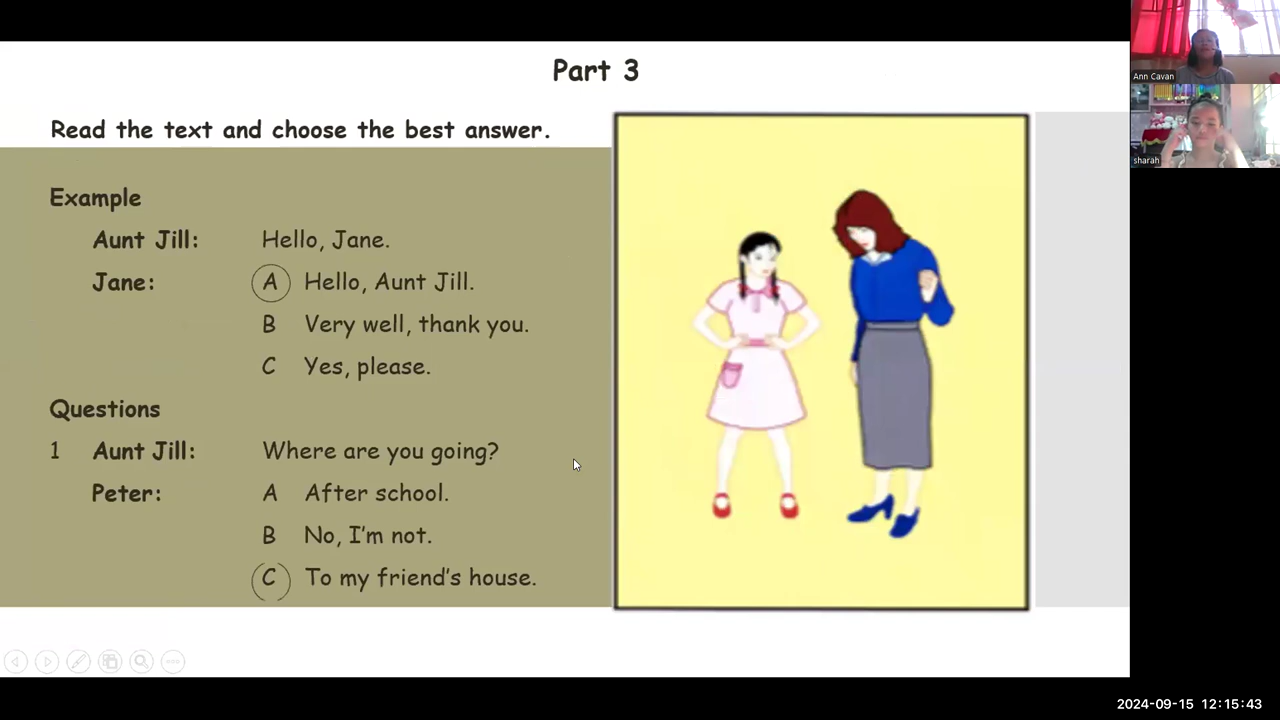 Part 3
Read the text and choose the best answer.
Example
Aunt Jill: Hello, Jane.
Jane: A Hello, Aunt Jill.
B Very well, thank you.
C Yes, please.
Questions
1 Aunt Jill: Where are you going?
Peter: A After school.
B No, I'm not.
C To my friend's house.
Ann Cavan
sharah
2024-09-15 12:15:43